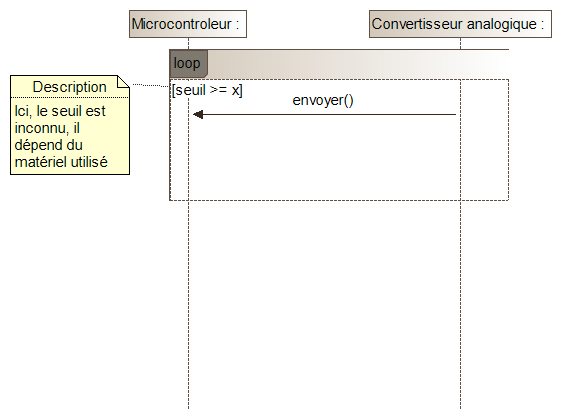 Microcontroleur :
Convertisseur analogique :
loop
[seuil >= x]
envoyer()
Description
Ici, le seuil est
inconnu, il
dépend du
matériel utilisé